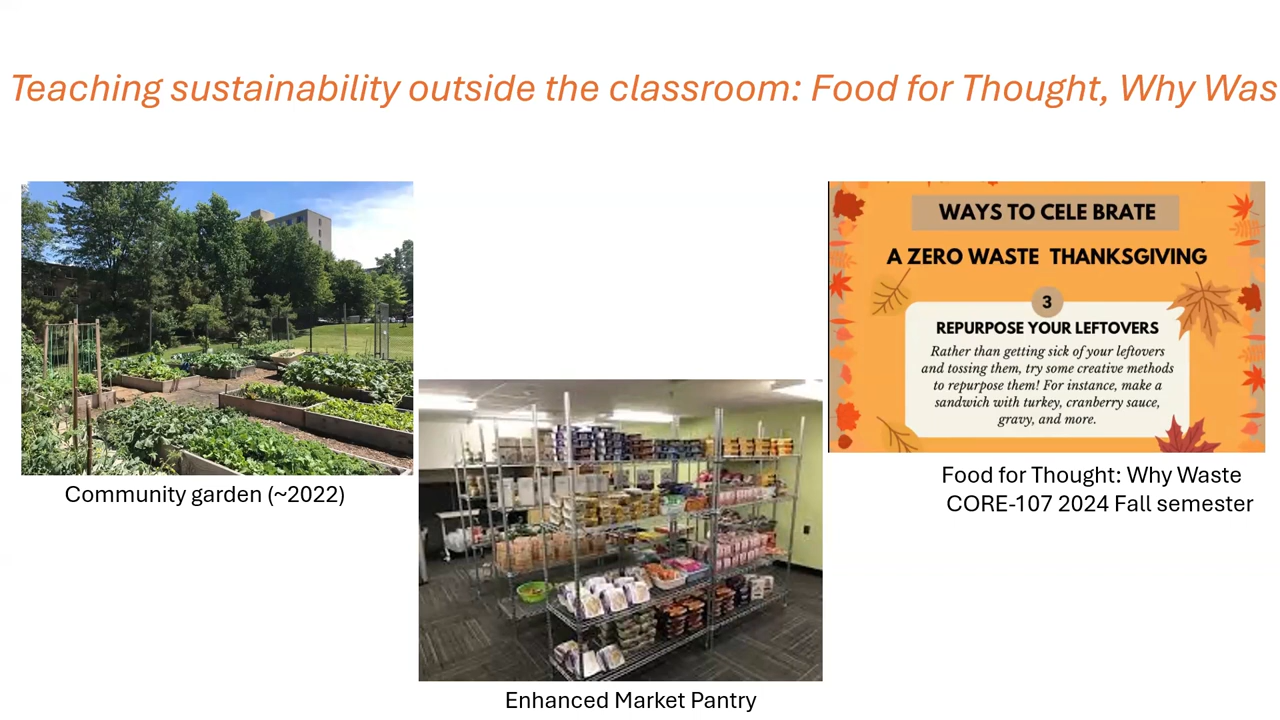 Teaching sustainability outside the classroom: Food for Thought, Why Was
WAYS TO CELE BRATE
A ZERO WASTE THANKSGIVING
3
REPURPOSE YOUR LEFTOVERS
Rather than getting sick of your leftovers
and tossing them, try some creative methods
to repurpose them! For instance, make a
sandwich with turkey, cranberry sauce,
gravy, and more.
Food for Thought: Why Waste
CORE-107 2024 Fall semester
Community garden (~2022)
Enhanced Market Pantry